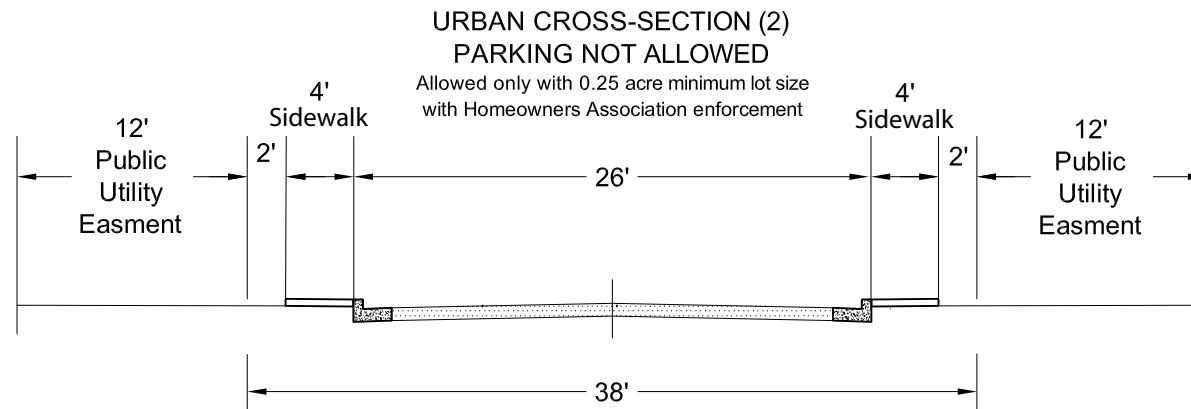 URBAN CROSS-SECTION (2)
PARKING NOT ALLOWED
Allowed only with 0.25 acre minimum lot size
with Homeowners Association enforcement
4'
Sidewalk
4'
Sidewalk
12'
Public
Utility
Easment
2'
26'
2'
12'
Public
Utility
Easment
38'